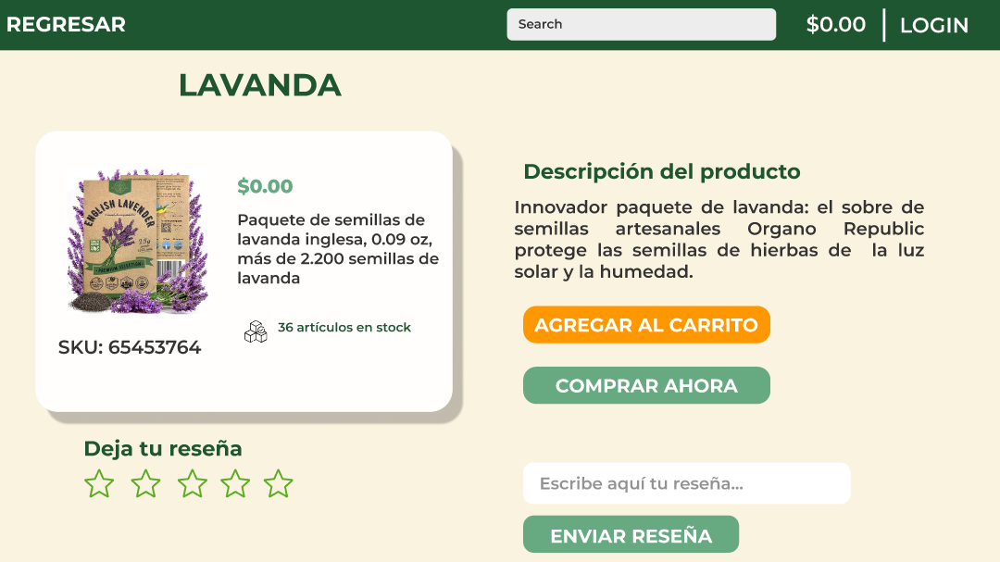 REGRESAR
Search
$0.00
LOGIN
LAVANDA
ENGLISH LAVENDER
PREMIUM SELECTION
$0.00
Paquete de semillas de
lavanda inglesa, 0.09 oz,
más de 2.200 semillas de
lavanda
36 artículos en stock
SKU: 65453764
Descripción del producto
Innovador paquete de lavanda: el sobre de
semillas artesanales Organo Republic
protege las semillas de hierbas de la luz
solar y la humedad.
AGREGAR AL CARRITO
COMPRAR AHORA
Deja tu reseña
Escribe aquí tu reseña...
ENVIAR RESEÑA